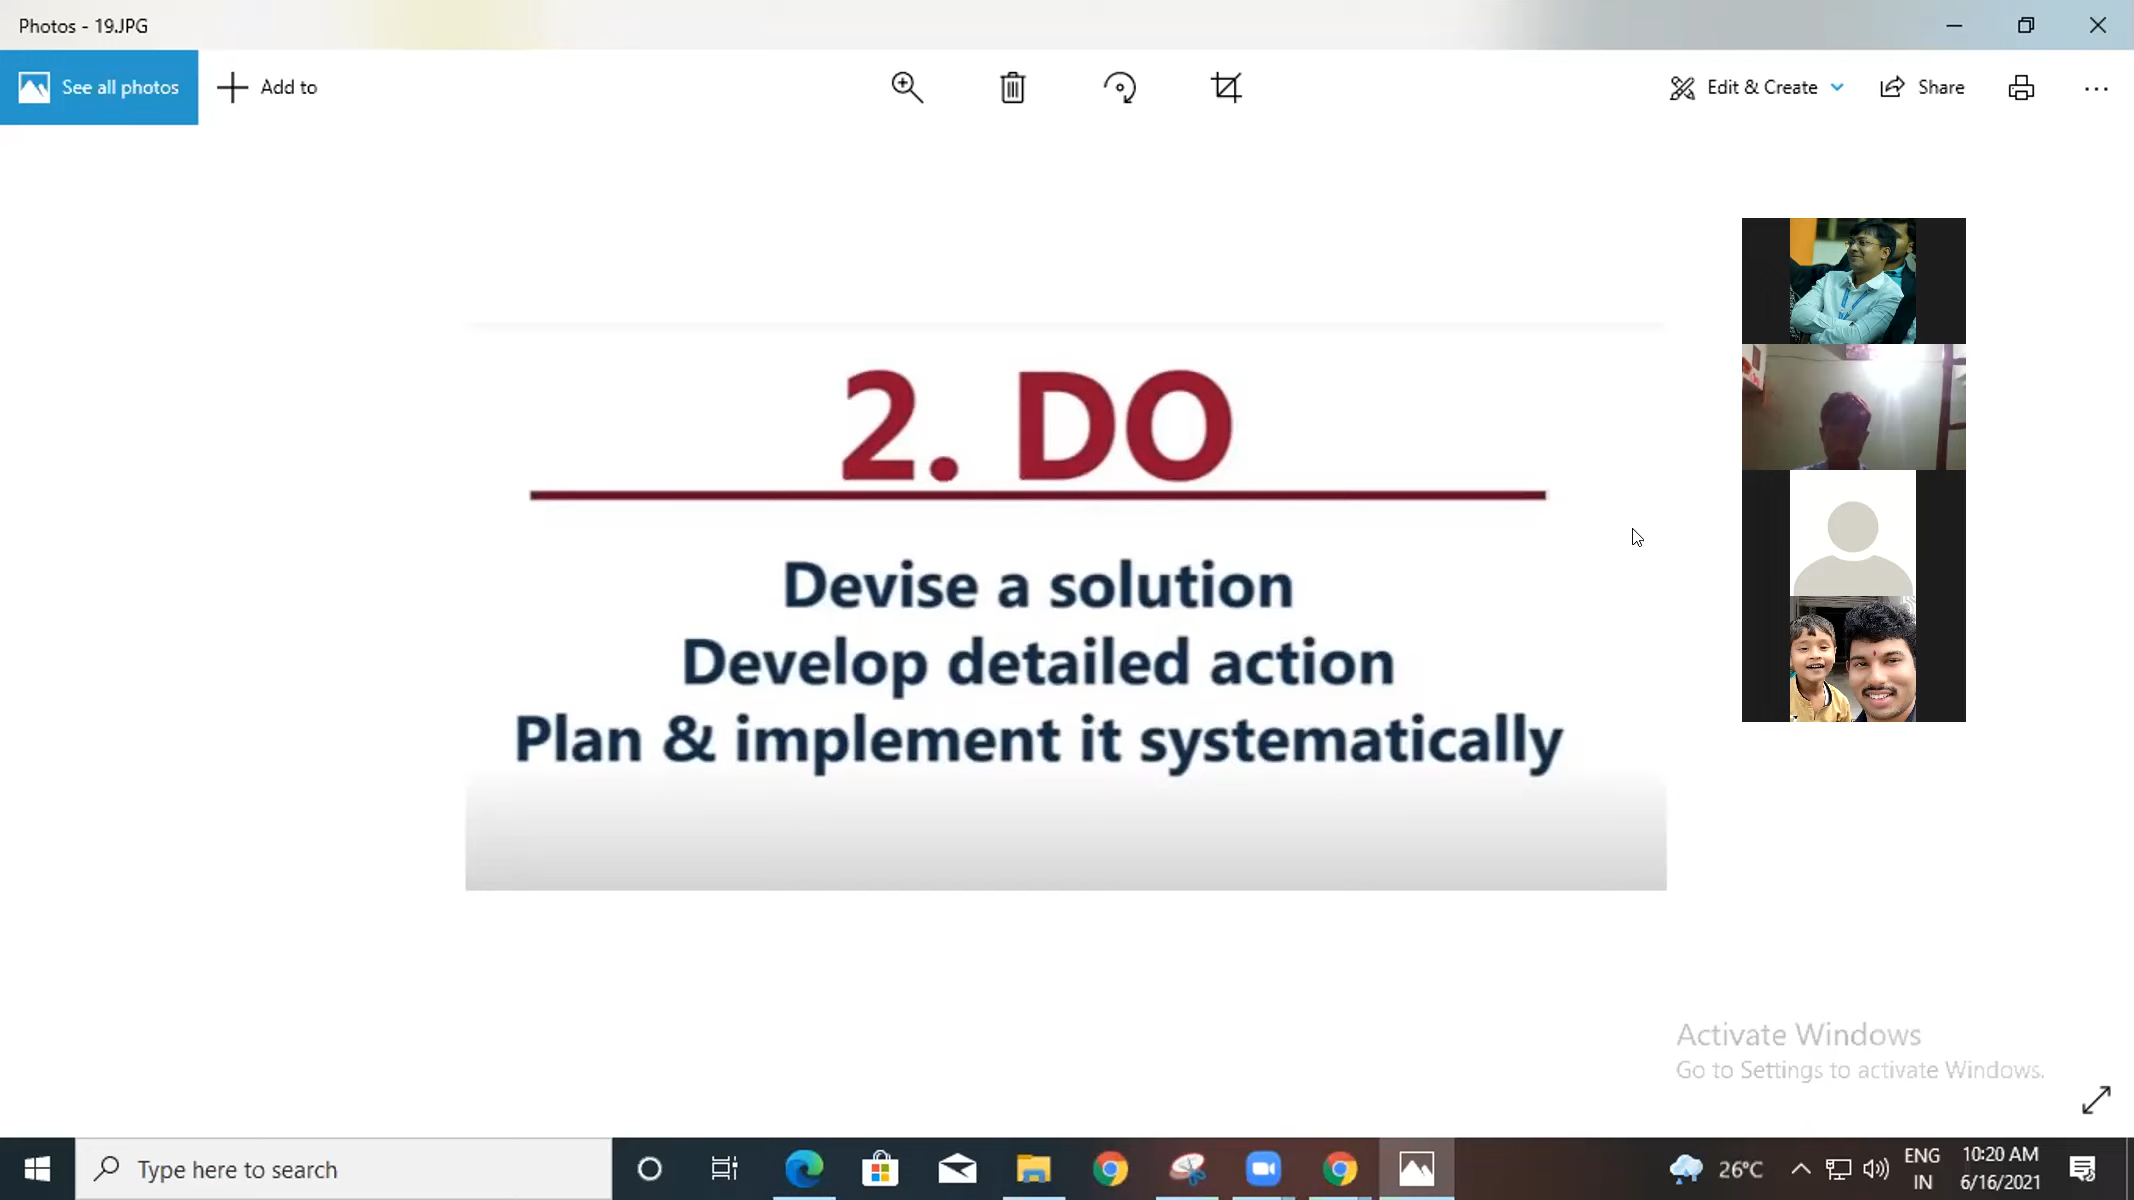 Photos - 19.JPG
See all photos
Add to
Edit & Create
Share
2. DO
Devise a solution
Develop detailed action
Plan & implement it systematically
Activate Windows
Go to Settings to activate Windows.
Type here to search
26°C
ENG
IN
10:20 AM
6/16/2021